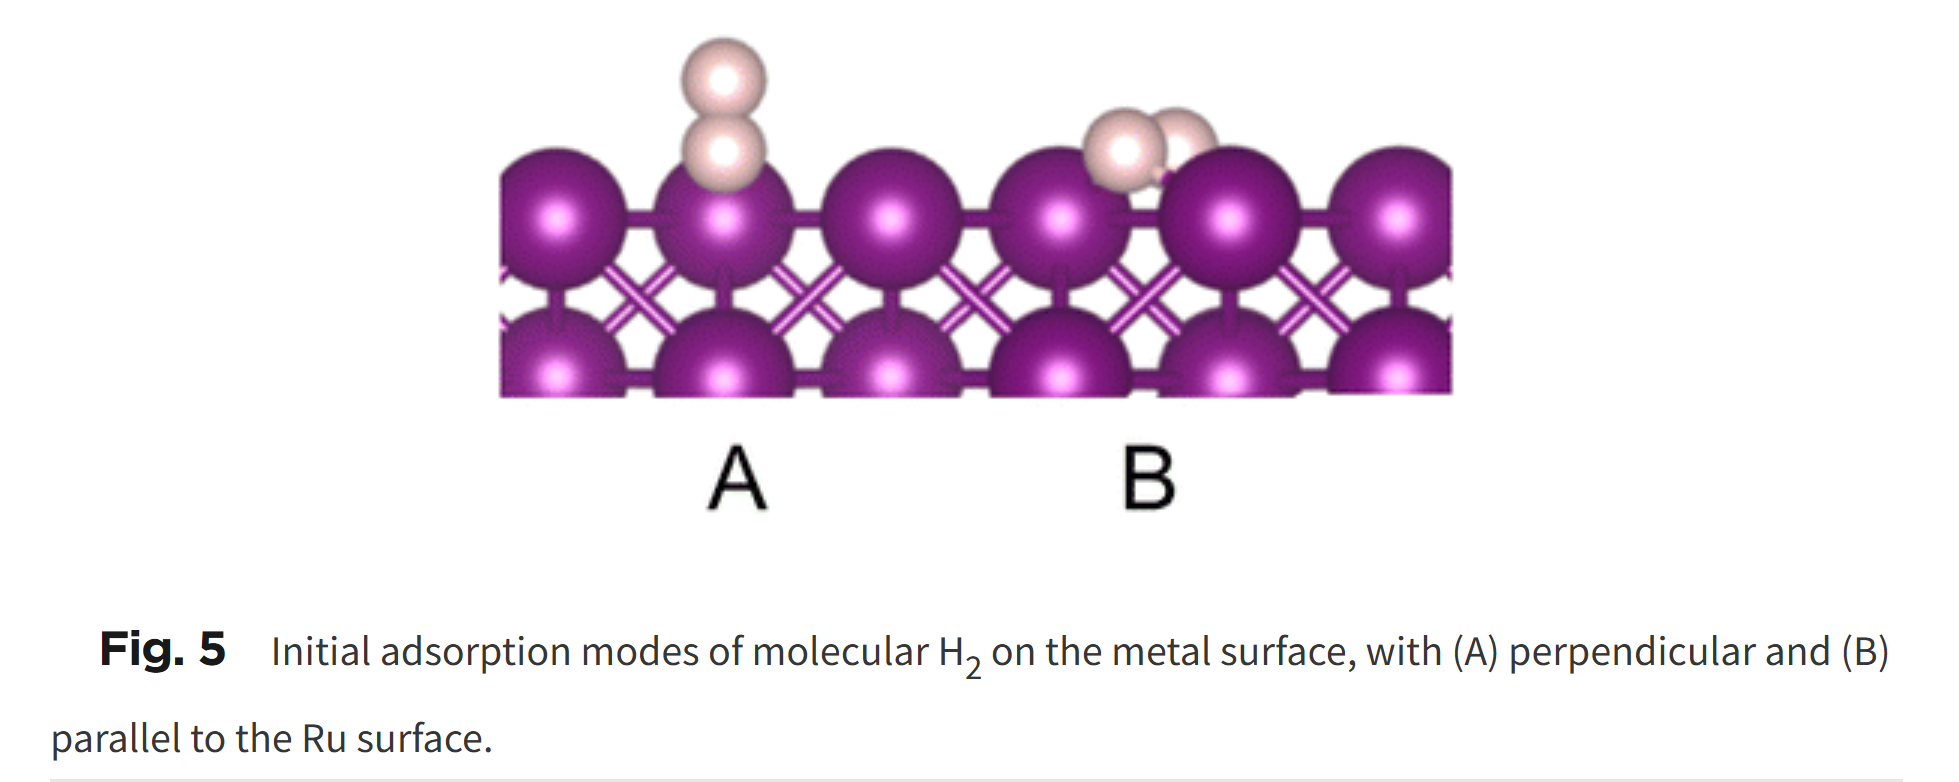 A
B
Fig. 5 Initial adsorption modes of molecular H₂ on the metal surface, with (A) perpendicular and (B)
parallel to the Ru surface.